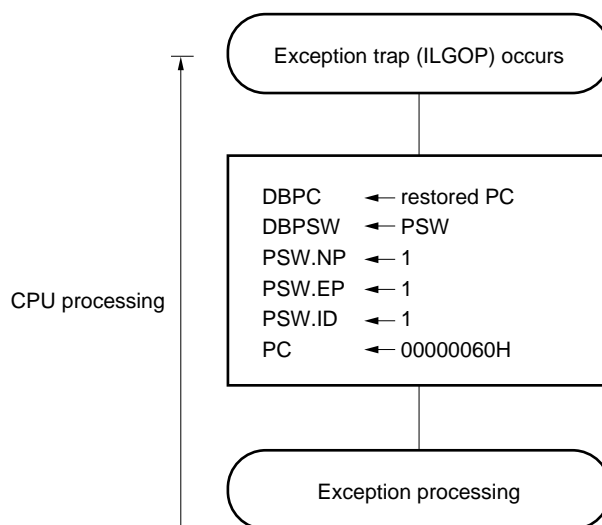 Exception trap (ILGOP) occurs
DBPC ← restored PC
DBPSW ← PSW
PSW.NP ← 1
PSW.EP ← 1
CPU processing
PSW.ID ← 1
PC ← 00000060H
Exception processing